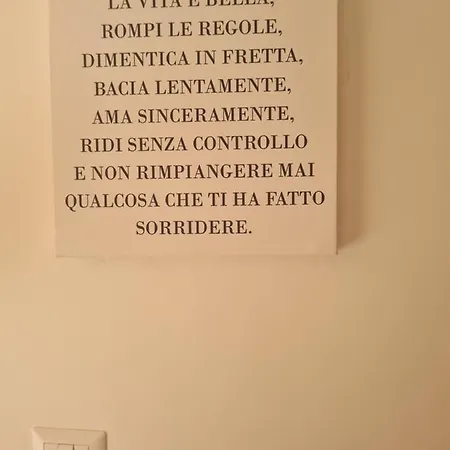 LA VITA È BELLA,
ROMPI LE REGOLE,
DIMENTICA IN FRETTA,
BACIA LENTAMENTE,
AMA SINCERAMENTE,
RIDI SENZA CONTROLLO
E NON RIMPIANGERE MAI
QUALCOSA CHE TI HA FATTO
SORRIDERE.